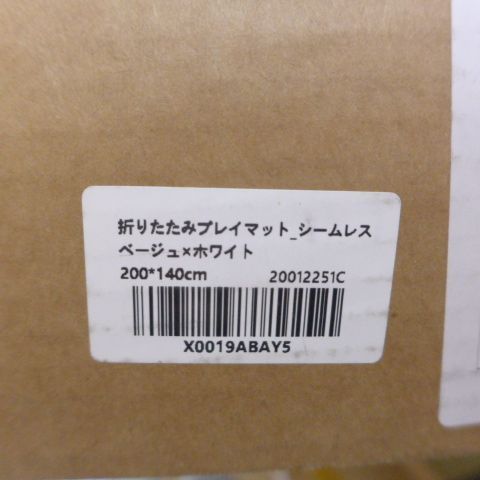 折りたたみプレイマット_シームレス
ベージュ×ホワイト
200*140cm 20012251C
X0019ABAY5